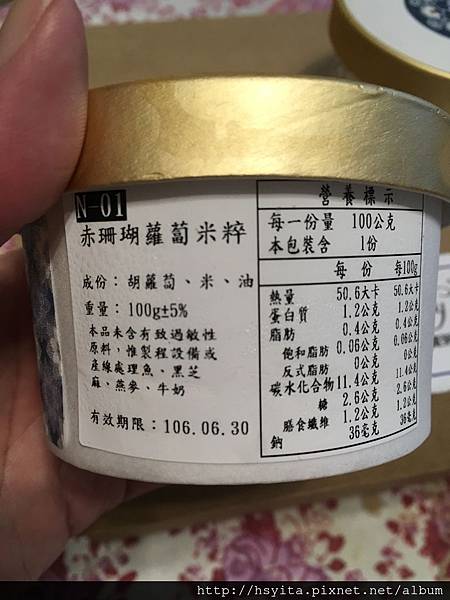 N-01
赤珊瑚蘿蔔米粹
成份：胡蘿蔔、米、油
重量：100g±5%
本品未含有致過敏性
原料，惟製程設備或
產線處理魚、黑芝
麻、燕麥、牛奶
有效期限：106.06.30
營養標示
每一份量 100公克
本包裝含 1份
每份 每100g
熱量 50.6大卡 50.6大卡
蛋白質 1.2公克 1.2公克
脂肪 0.4公克 0.4公克
飽和脂肪 0.06公克 0.06公克
反式脂肪 0公克 0公克
碳水化合物 11.4公克 11.4公克
糖 2.6公克 2.6公克
膳食纖維 1.2公克 1.2公克
鈉 36毫克 36毫克
http://hsyita.pixnet.net/album